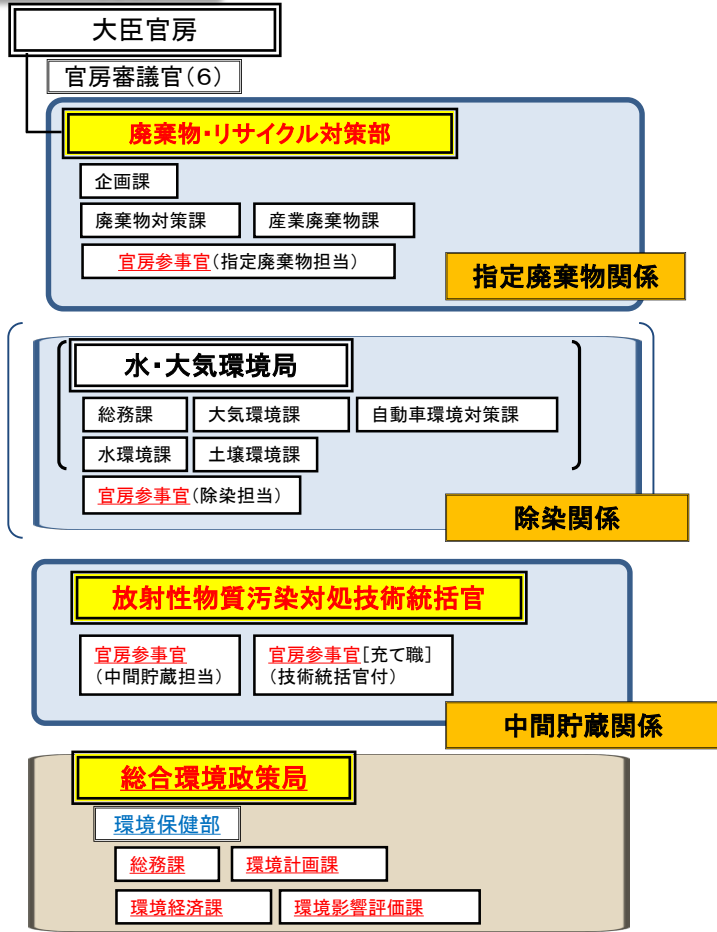 大臣官房
官房審議官(6)
廃棄物・リサイクル対策部
企画課
廃棄物対策課 産業廃棄物課
官房参事官(指定廃棄物担当)
指定廃棄物関係
水・大気環境局
総務課 大気環境課 自動車環境対策課
水環境課 土壌環境課
官房参事官(除染担当)
除染関係
放射性物質汚染対処技術統括官
官房参事官 官房参事官[充て職]
(中間貯蔵担当) (技術統括官付)
中間貯蔵関係
総合環境政策局
環境保健部
総務課 環境計画課
環境経済課 環境影響評価課